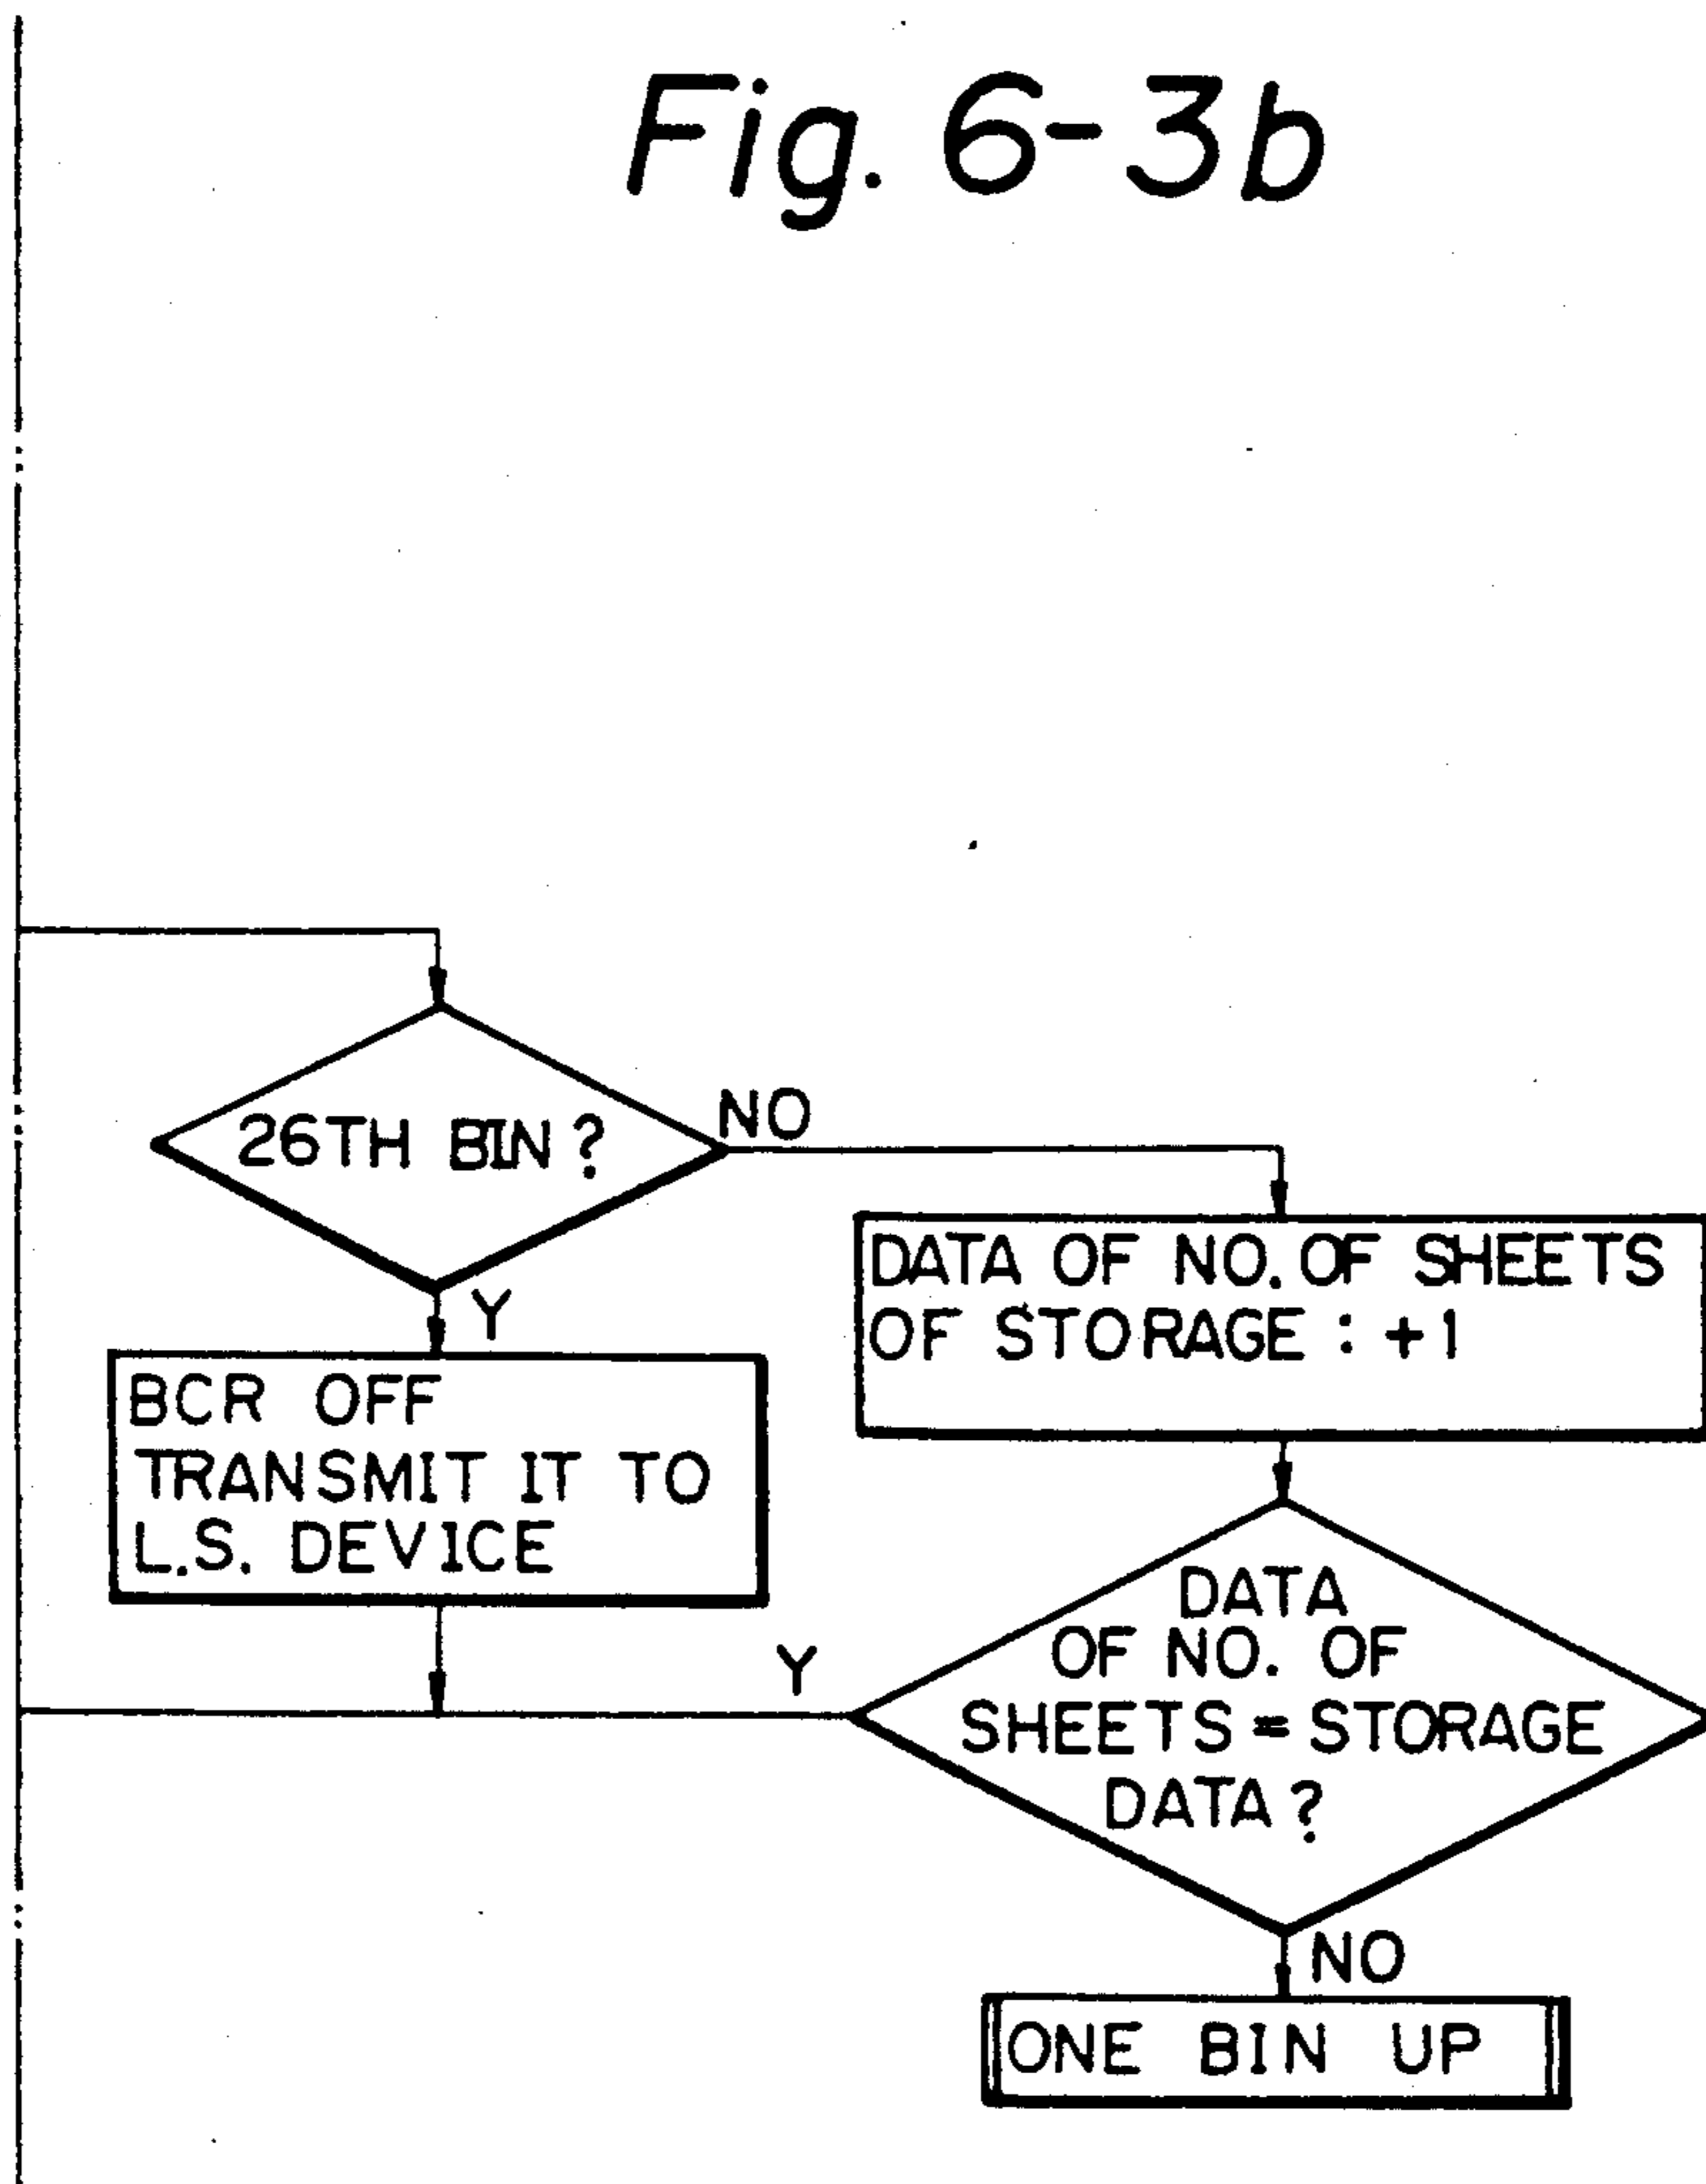 Fig. 6-3b
26TH BIN?
NO
DATA OF NO. OF SHEETS
OF STORAGE : +1
Y
BCR OFF
TRANSMIT IT TO
L.S. DEVICE
DATA
OF NO. OF
SHEETS = STORAGE
DATA?
Y
NO
ONE BIN UP